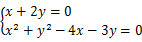 {x + 2y = 0
x² + y² − 4x − 3y = 0